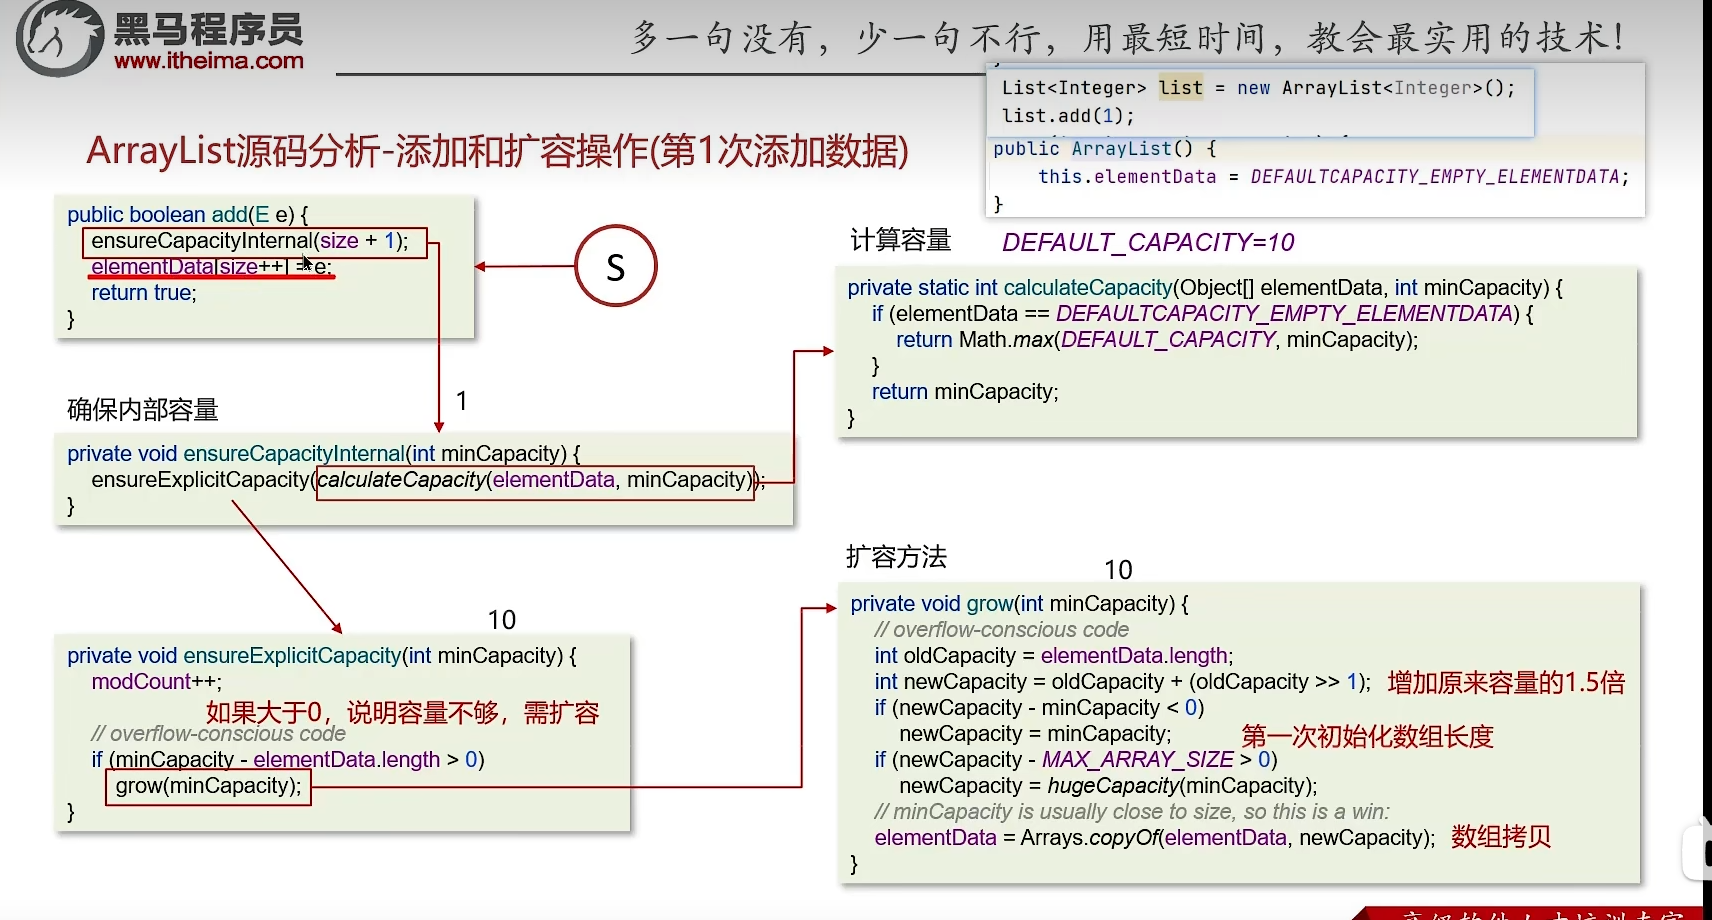 黑马程序员
www.itheima.com
多一句没有，少一句不行，用最短时间，教会最实用的技术！
List<Integer> list = new ArrayList<Integer>();
list.add(1);
public ArrayList() {
this.elementData = DEFAULTCAPACITY_EMPTY_ELEMENTDATA;
}
ArrayList源码分析-添加和扩容操作(第1次添加数据)
public boolean add(E e) {
ensureCapacityInternal(size + 1);
elementData[size++] = e;
return true;
}
S
计算容量 DEFAULT_CAPACITY=10
private static int calculateCapacity(Object[] elementData, int minCapacity) {
if (elementData == DEFAULTCAPACITY_EMPTY_ELEMENTDATA) {
return Math.max(DEFAULT_CAPACITY, minCapacity);
}
return minCapacity;
}
确保内部容量
1
private void ensureCapacityInternal(int minCapacity) {
ensureExplicitCapacity(calculateCapacity(elementData, minCapacity));
}
10
private void ensureExplicitCapacity(int minCapacity) {
modCount++;
如果大于0，说明容量不够，需扩容
// overflow-conscious code
if (minCapacity - elementData.length > 0)
grow(minCapacity);
}
扩容方法
10
private void grow(int minCapacity) {
// overflow-conscious code
int oldCapacity = elementData.length;
int newCapacity = oldCapacity + (oldCapacity >> 1); 增加原来容量的1.5倍
if (newCapacity - minCapacity < 0)
newCapacity = minCapacity; 第一次初始化数组长度
if (newCapacity - MAX_ARRAY_SIZE > 0)
newCapacity = hugeCapacity(minCapacity);
// minCapacity is usually close to size, so this is a win:
elementData = Arrays.copyOf(elementData, newCapacity); 数组拷贝
}